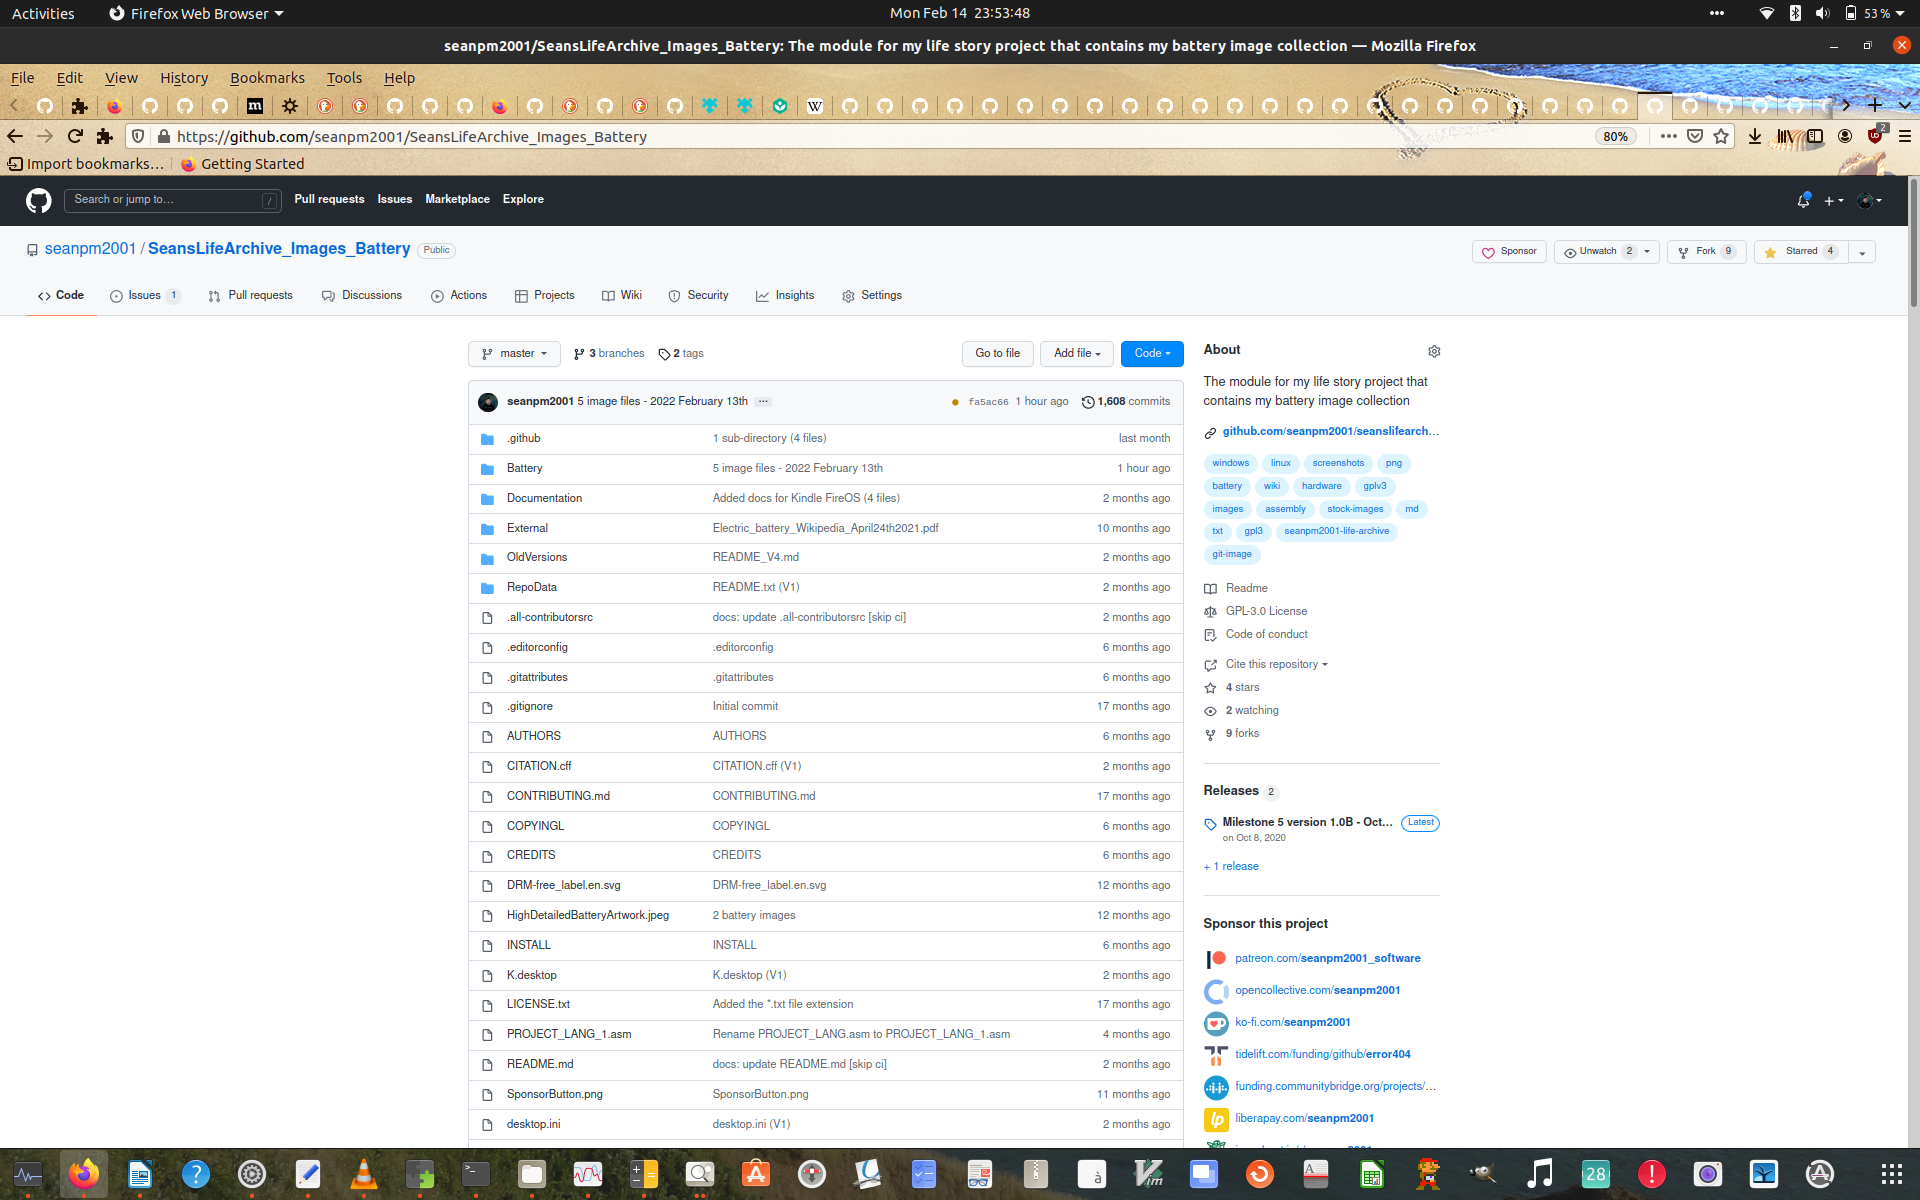 Activities Firefox Web Browser Mon Feb 14 23:53:48 53 %
seanpm2001/SeansLifeArchive_Images_Battery: The module for my life story project that contains my battery image collection — Mozilla Firefox
File Edit View History Bookmarks Tools Help
https://github.com/seanpm2001/SeansLifeArchive_Images_Battery 80% 2
Import bookmarks... Getting Started
Search or jump to... / Pull requests Issues Marketplace Explore
seanpm2001 / SeansLifeArchive_Images_Battery Public Sponsor Unwatch 2 Fork 9 Starred 4
Code Issues 1 Pull requests Discussions Actions Projects Wiki Security Insights Settings
master 3 branches 2 tags Go to file Add file Code
seanpm2001 5 image files - 2022 February 13th ... fa5ac66 1 hour ago 1,608 commits
.github 1 sub-directory (4 files) last month
Battery 5 image files - 2022 February 13th 1 hour ago
Documentation Added docs for Kindle FireOS (4 files) 2 months ago
External Electric_battery_Wikipedia_April24th2021.pdf 10 months ago
OldVersions README_V4.md 2 months ago
RepoData README.txt (V1) 2 months ago
.all-contributorsrc docs: update .all-contributorsrc [skip ci] 2 months ago
.editorconfig .editorconfig 6 months ago
.gitattributes .gitattributes 6 months ago
.gitignore Initial commit 17 months ago
AUTHORS AUTHORS 6 months ago
CITATION.cff CITATION.cff (V1) 2 months ago
CONTRIBUTING.md CONTRIBUTING.md 17 months ago
COPYINGL COPYINGL 6 months ago
CREDITS CREDITS 6 months ago
DRM-free_label.en.svg DRM-free_label.en.svg 12 months ago
HighDetailedBatteryArtwork.jpeg 2 battery images 12 months ago
INSTALL INSTALL 6 months ago
K.desktop K.desktop (V1) 2 months ago
LICENSE.txt Added the *.txt file extension 17 months ago
PROJECT_LANG_1.asm Rename PROJECT_LANG.asm to PROJECT_LANG_1.asm 4 months ago
README.md docs: update README.md [skip ci] 2 months ago
SponsorButton.png SponsorButton.png 11 months ago
desktop.ini desktop.ini (V1) 2 months ago
About
The module for my life story project that
contains my battery image collection
github.com/seanpm2001/seanslifearch...
windows linux screenshots png
battery wiki hardware gplv3
images assembly stock-images md
txt gpl3 seanpm2001-life-archive
git-image
Readme
GPL-3.0 License
Code of conduct
Cite this repository
4 stars
2 watching
9 forks
Releases 2
Milestone 5 version 1.0B - Oct... Latest
on Oct 8, 2020
+ 1 release
Sponsor this project
patreon.com/seanpm2001_software
opencollective.com/seanpm2001
ko-fi.com/seanpm2001
tidelift.com/funding/github/error404
funding.communitybridge.org/projects/...
liberapay.com/seanpm2001
28